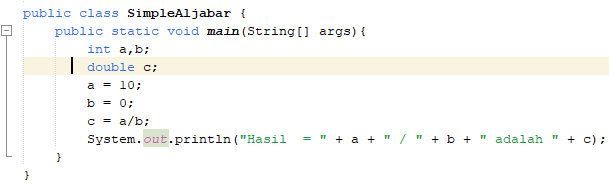 public class SimpleAljabar {
public static void main(String[] args){
int a,b;
double c;
a = 10;
b = 0;
c = a/b;
System.out.println("Hasil  = " + a + " / " + b + " adalah " + c);
}
}